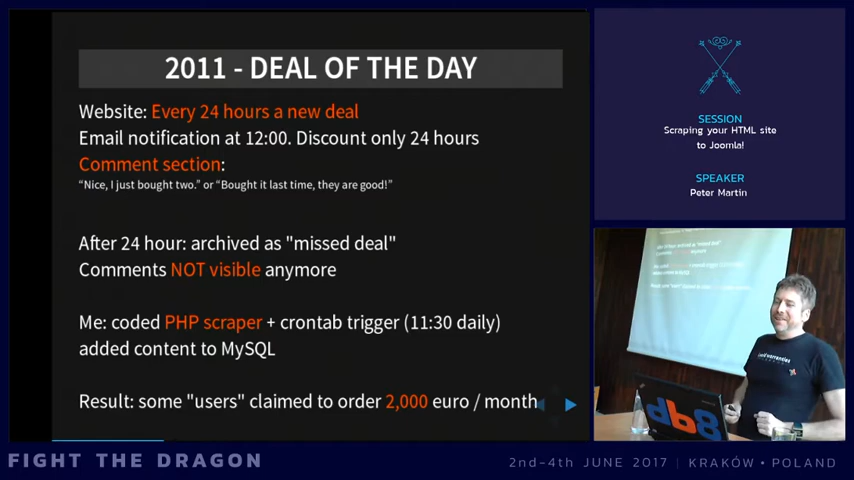 2011 - DEAL OF THE DAY
Website: Every 24 hours a new deal
Email notification at 12:00. Discount only 24 hours
Comment section:
"Nice, I just bought two." or "Bought it last time, they are good!"
After 24 hour: archived as "missed deal"
Comments NOT visible anymore
Me: coded PHP scraper + crontab trigger (11:30 daily)
added content to MySQL
Result: some "users" claimed to order 2,000 euro / month
SESSION
Scraping your HTML site
to Joomla!
SPEAKER
Peter Martin
db8
FIGHT THE DRAGON
2nd-4th JUNE 2017 | KRAKÓW • POLAND